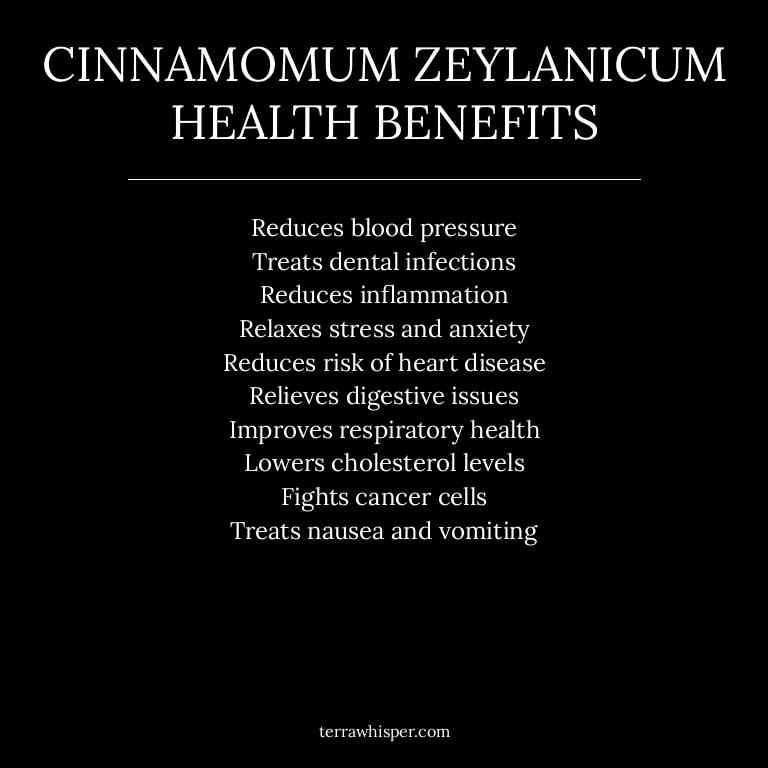 CINNAMOMUM ZEYLANICUM
HEALTH BENEFITS
Reduces blood pressure
Treats dental infections
Reduces inflammation
Relaxes stress and anxiety
Reduces risk of heart disease
Relieves digestive issues
Improves respiratory health
Lowers cholesterol levels
Fights cancer cells
Treats nausea and vomiting
terrawhisper.com